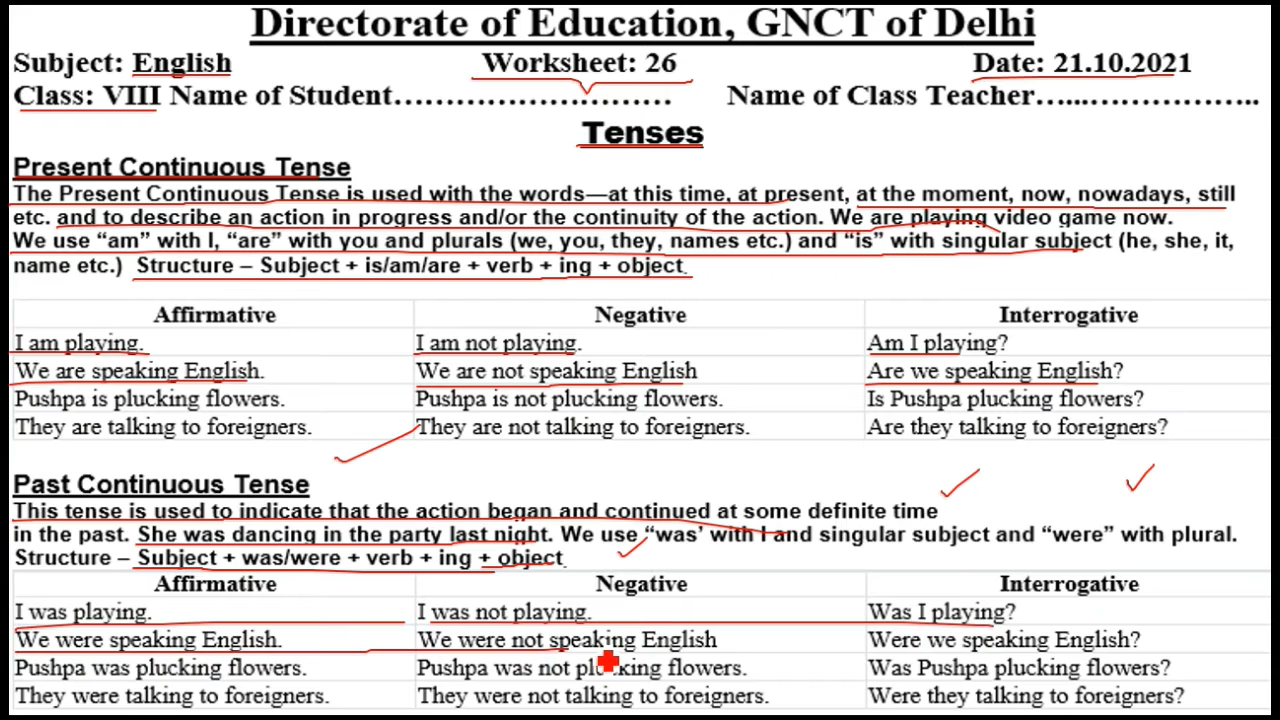 Directorate of Education, GNCT of Delhi
Subject: English Worksheet: 26 Date: 21.10.2021
Class: VIII Name of Student……………………… Name of Class Teacher…...……………..
Tenses
Present Continuous Tense
The Present Continuous Tense is used with the words—at this time, at present, at the moment, now, nowadays, still
etc. and to describe an action in progress and/or the continuity of the action. We are playing video game now.
We use “am” with I, “are” with you and plurals (we, you, they, names etc.) and “is” with singular subject (he, she, it,
name etc.) Structure – Subject + is/am/are + verb + ing + object.
Affirmative Negative Interrogative
I am playing. I am not playing. Am I playing?
We are speaking English. We are not speaking English Are we speaking English?
Pushpa is plucking flowers. Pushpa is not plucking flowers. Is Pushpa plucking flowers?
They are talking to foreigners. They are not talking to foreigners. Are they talking to foreigners?
Past Continuous Tense
This tense is used to indicate that the action began and continued at some definite time
in the past. She was dancing in the party last night. We use “was’ with I and singular subject and “were” with plural.
Structure – Subject + was/were + verb + ing + object.
Affirmative Negative Interrogative
I was playing. I was not playing. Was I playing?
We were speaking English. We were not speaking English Were we speaking English?
Pushpa was plucking flowers. Pushpa was not plucking flowers. Was Pushpa plucking flowers?
They were talking to foreigners. They were not talking to foreigners. Were they talking to foreigners?